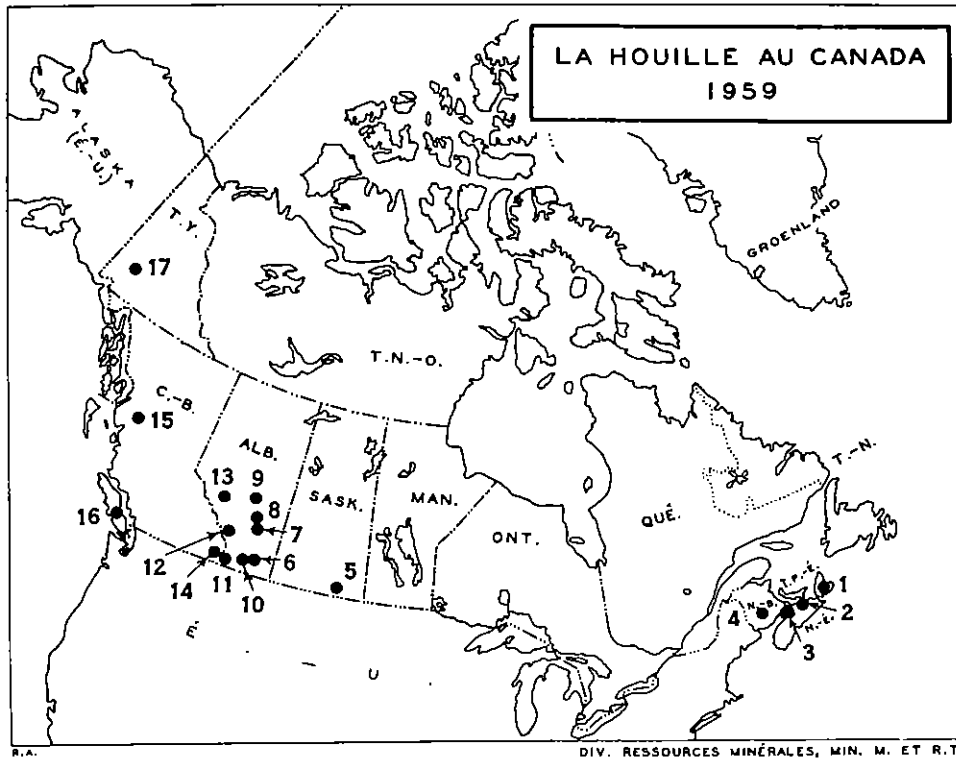 LA HOUILLE AU CANADA
1959
ALASKA
(É.-U.)
T.Y.
GROENLAND
17
T.N.-O.
C.-B.
15
ALB.
T.-N.
13
9
SASK.
MAN.
8
QUÉ.
16
7
ONT.
12
14
11
6
10
5
T.P.-É.
1
N.-B.
4
2
N.-É.
3
É.-U.
R.A.
DIV. RESSOURCES MINÉRALES, MIN. M. ET R.T